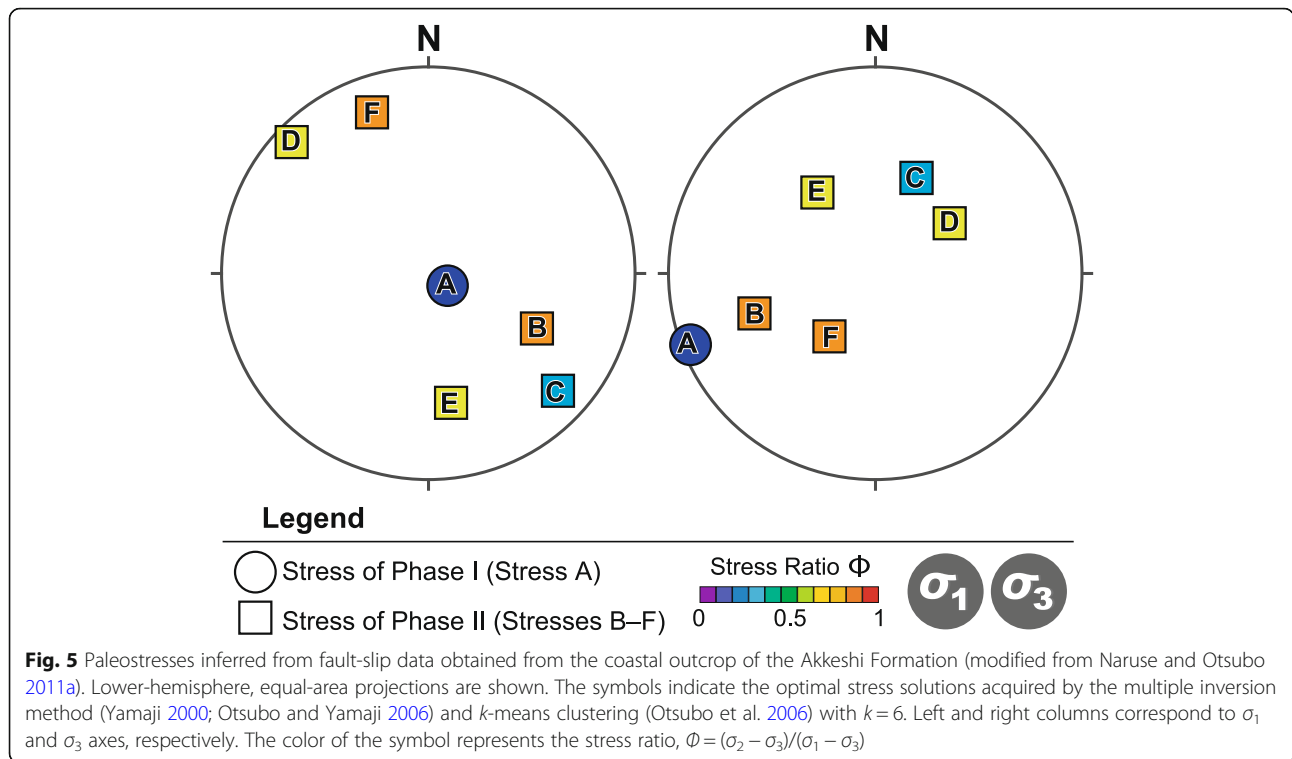 N
N
F
D
A
B
E
C
E
C
D
B
F
A
Legend
Stress of Phase I (Stress A)
Stress of Phase II (Stresses B–F)
Stress Ratio Φ
0 0.5 1
σ1 σ3
Fig. 5 Paleostresses inferred from fault-slip data obtained from the coastal outcrop of the Akkeshi Formation (modified from Naruse and Otsubo
2011a). Lower-hemisphere, equal-area projections are shown. The symbols indicate the optimal stress solutions acquired by the multiple inversion
method (Yamaji 2000; Otsubo and Yamaji 2006) and k-means clustering (Otsubo et al. 2006) with k = 6. Left and right columns correspond to σ1
and σ3 axes, respectively. The color of the symbol represents the stress ratio, Φ = (σ2 − σ3)/(σ1 − σ3)